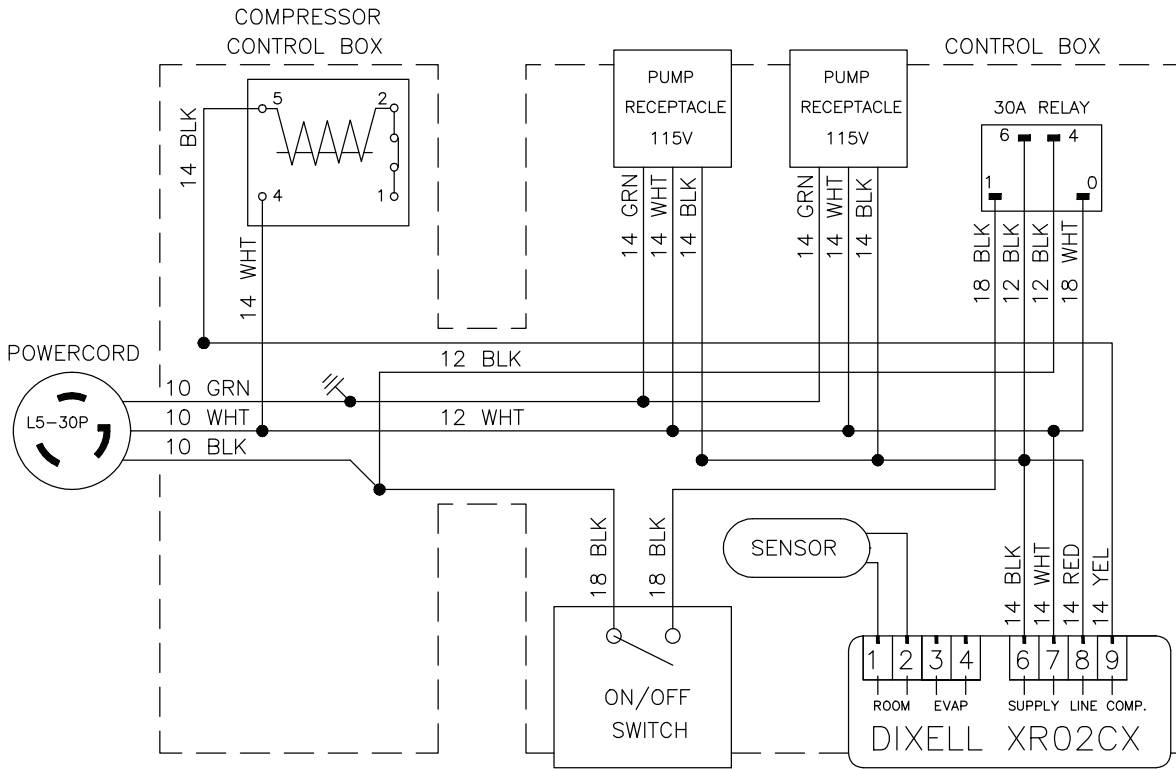 COMPRESSOR
CONTROL BOX
CONTROL BOX
PUMP
RECEPTACLE
115V
PUMP
RECEPTACLE
115V
30A RELAY
5
2
4
1
6
4
1
0
14 BLK
14 WHT
14 GRN
14 WHT
14 BLK
14 GRN
14 WHT
14 BLK
18 BLK
12 BLK
12 BLK
18 WHT
POWERCORD
L5-30P
12 BLK
10 GRN
10 WHT
12 WHT
10 BLK
18 BLK
18 BLK
SENSOR
14 BLK
14 WHT
14 RED
14 YEL
ON/OFF
SWITCH
1 2 3 4 6 7 8 9
ROOM EVAP SUPPLY LINE COMP.
DIXELL XR02CX